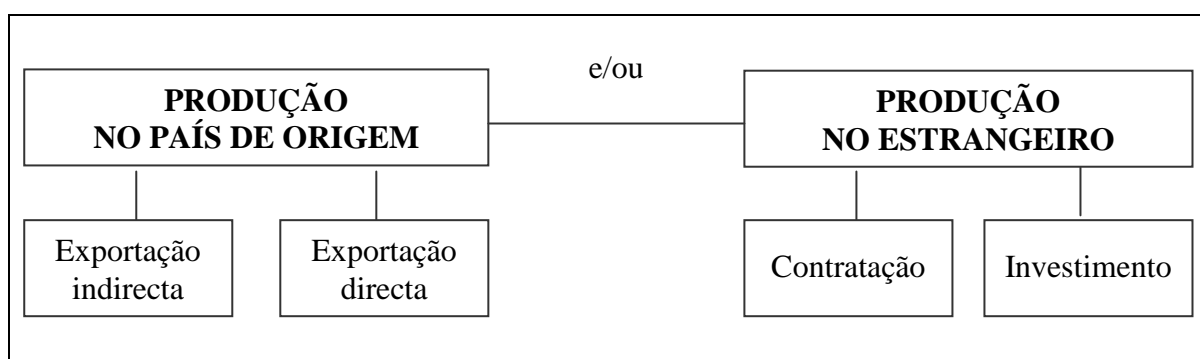 e/ou
PRODUÇÃO
NO PAÍS DE ORIGEM
PRODUÇÃO
NO ESTRANGEIRO
Exportação
indirecta
Exportação
directa
Contratação
Investimento